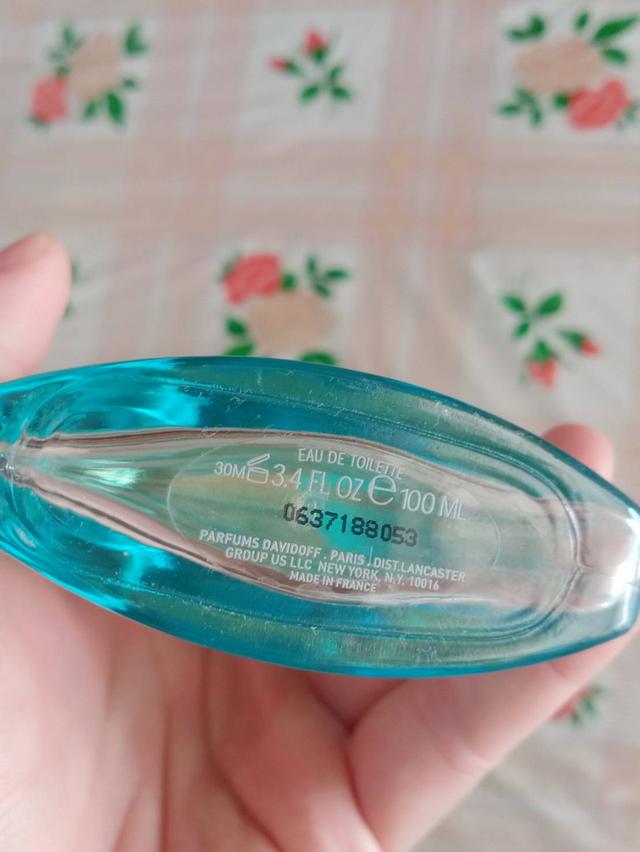 EAU DE TOILETTE
30M 3.4 FL OZ e 100 ML
0637188053
PARFUMS DAVIDOFF . PARIS . DIST.LANCASTER
GROUP US LLC NEW YORK, N.Y. 10016
MADE IN FRANCE